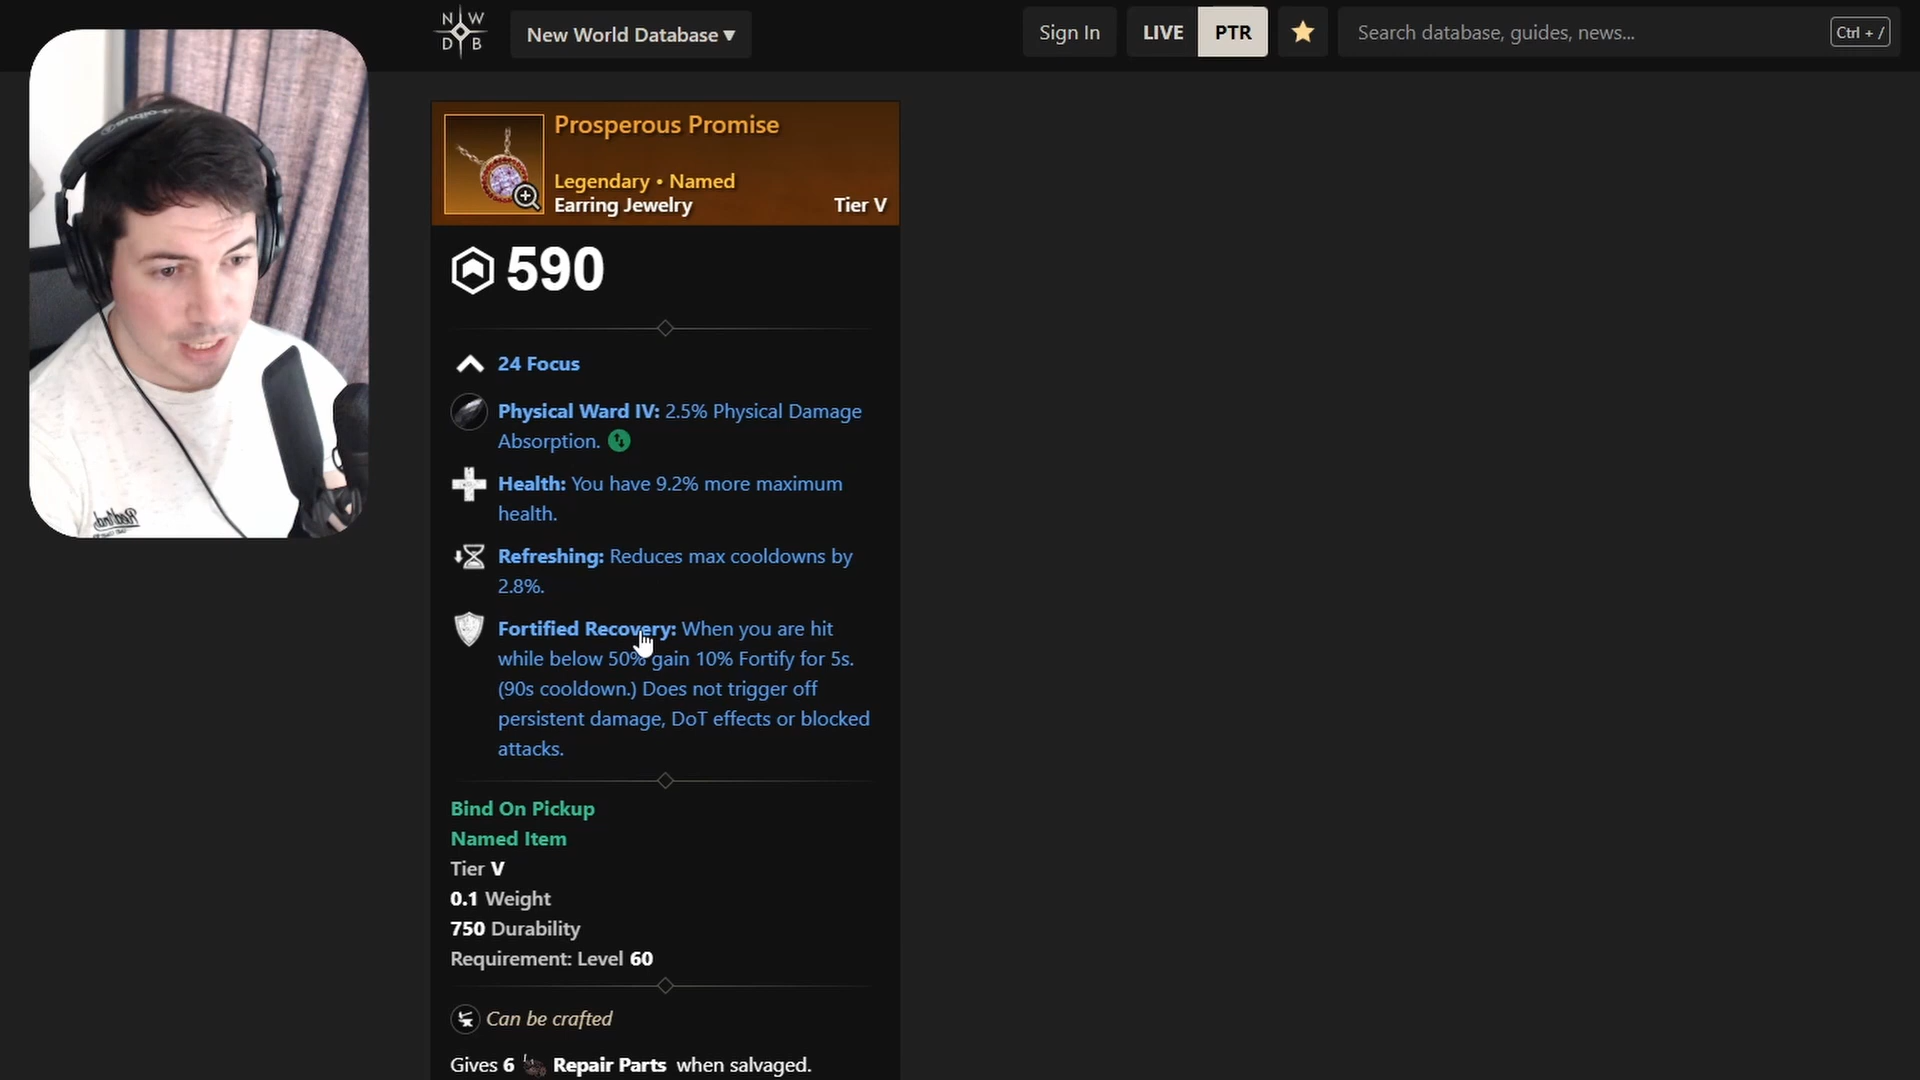 N W
D B
New World Database ▾
Sign In
LIVE
PTR
Search database, guides, news...
Ctrl + /
Prosperous Promise
Legendary • Named
Earring Jewelry
Tier V
590
24 Focus
Physical Ward IV: 2.5% Physical Damage
Absorption.
Health: You have 9.2% more maximum
health.
Refreshing: Reduces max cooldowns by
2.8%.
Fortified Recovery: When you are hit
while below 50% gain 10% Fortify for 5s.
(90s cooldown.) Does not trigger off
persistent damage, DoT effects or blocked
attacks.
Bind On Pickup
Named Item
Tier V
0.1 Weight
750 Durability
Requirement: Level 60
Can be crafted
Gives 6 Repair Parts when salvaged.